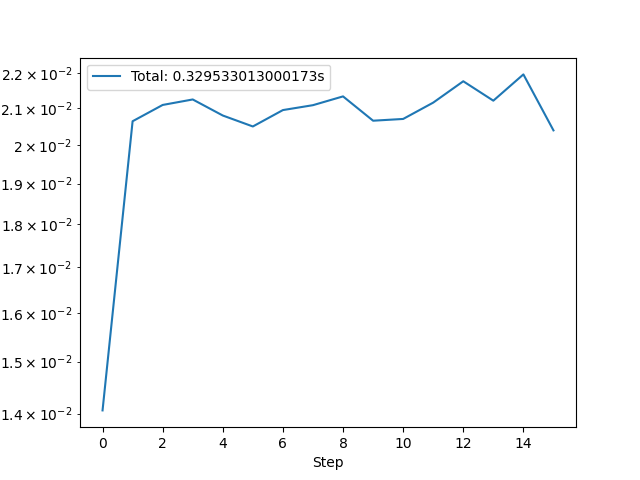 Total: 0.329533013000173s
2.2 × 10⁻²
2.1 × 10⁻²
2 × 10⁻²
1.9 × 10⁻²
1.8 × 10⁻²
1.7 × 10⁻²
1.6 × 10⁻²
1.5 × 10⁻²
1.4 × 10⁻²
0 2 4 6 8 10 12 14
Step